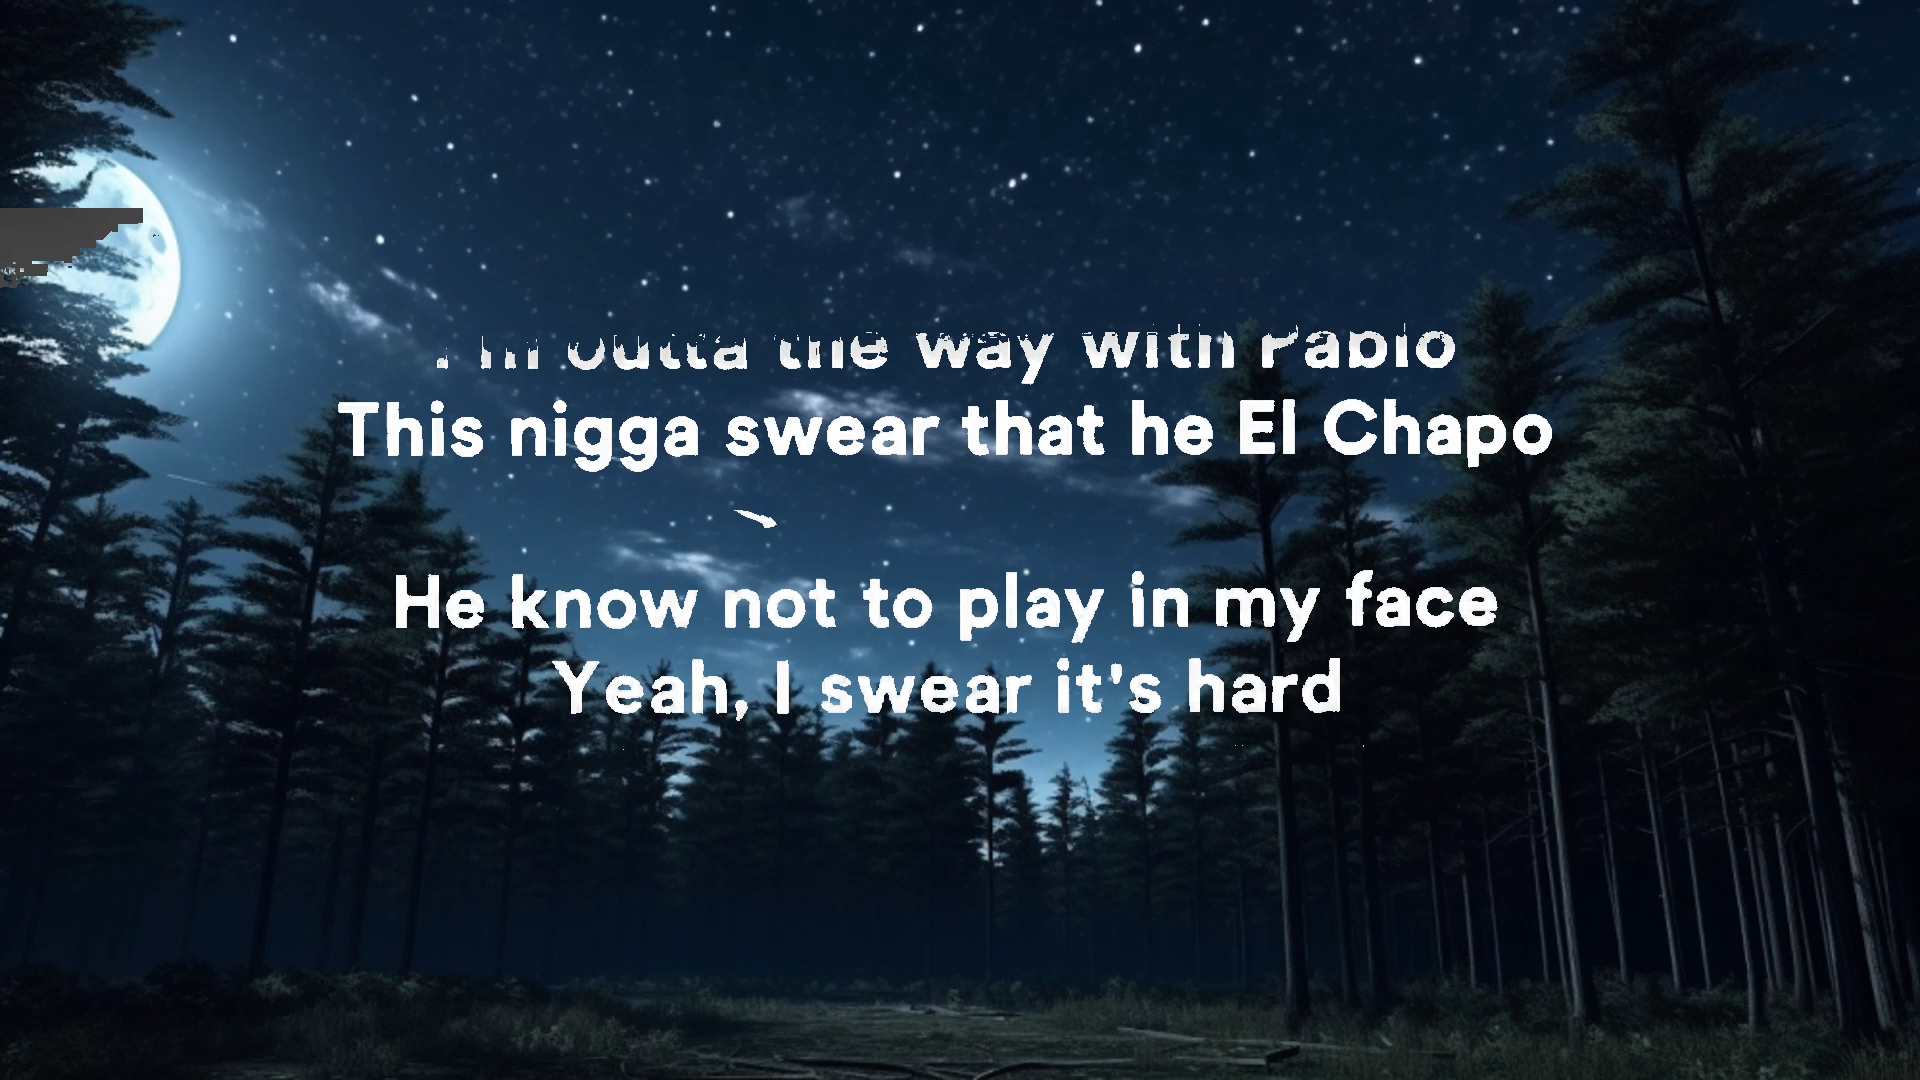 I'm outta the way with Pablo
This nigga swear that he El Chapo
He know not to play in my face
Yeah, I swear it's hard